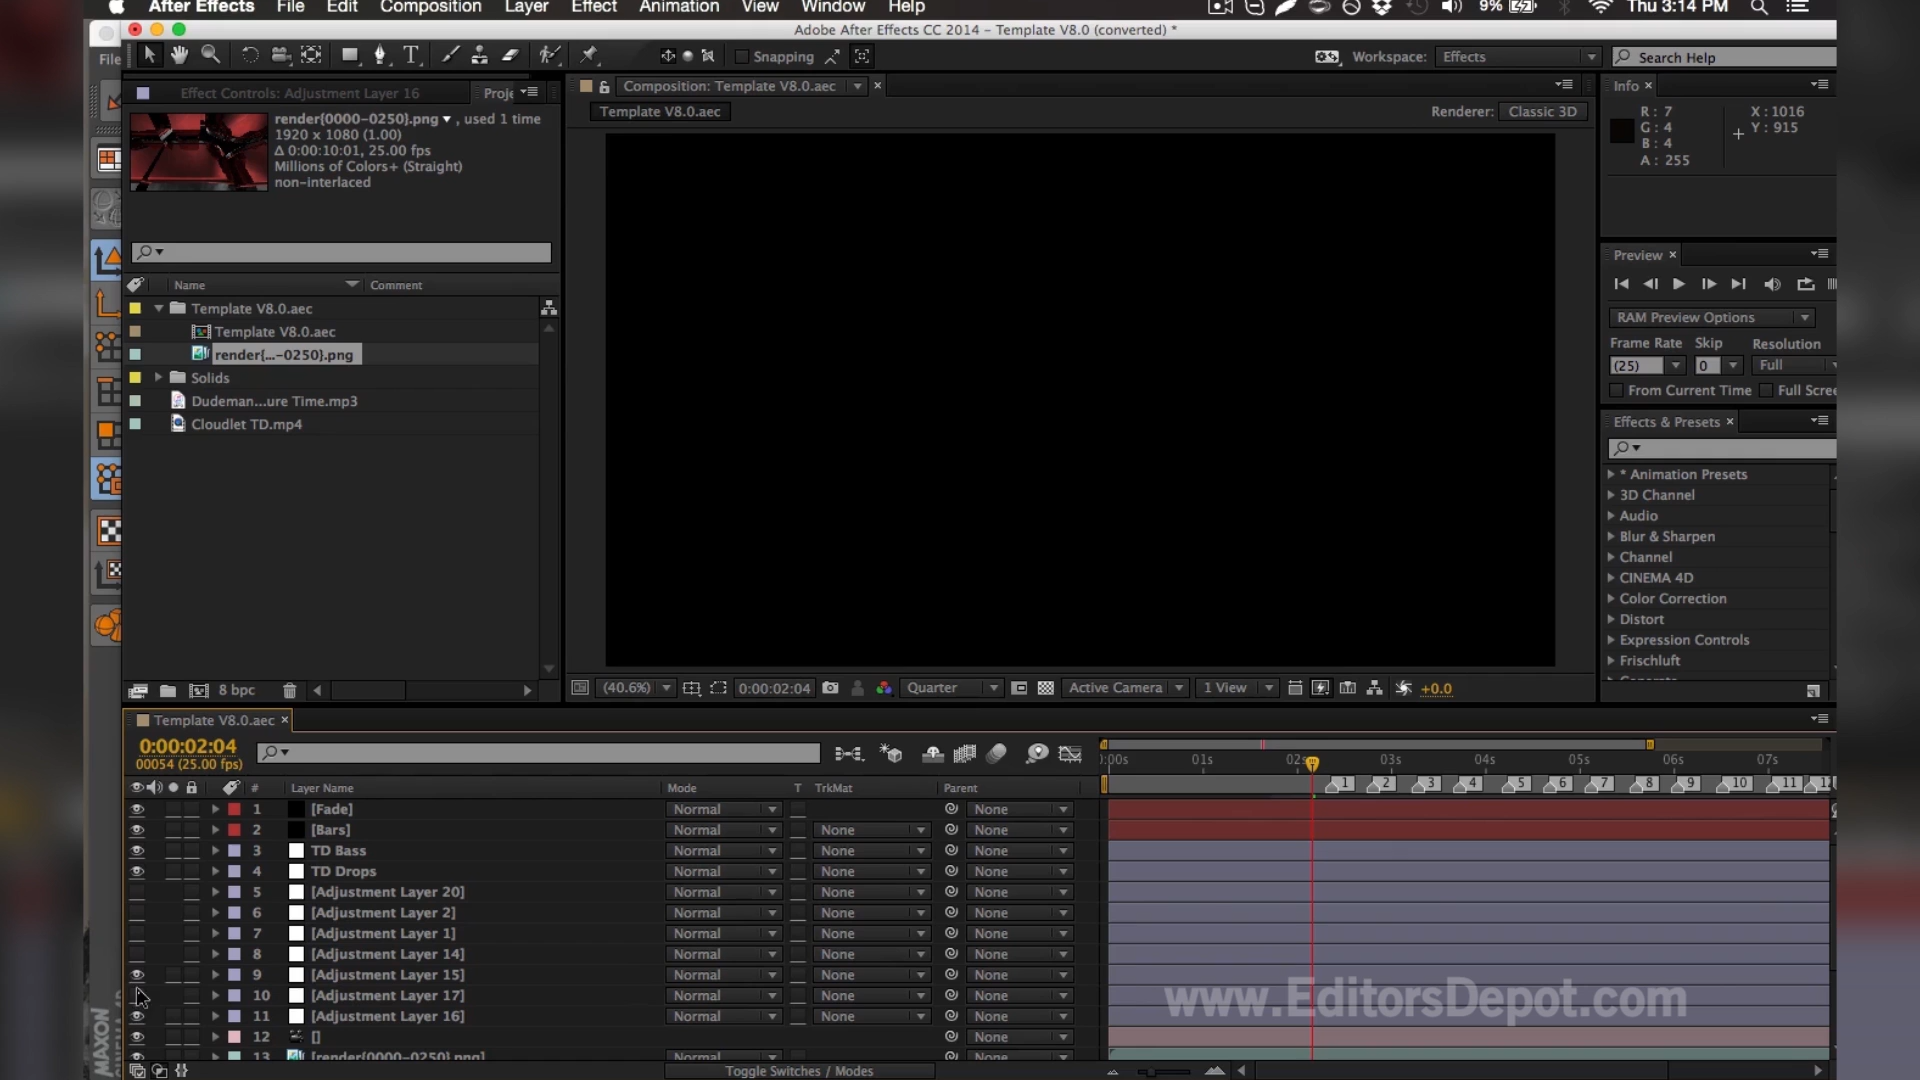 After Effects File Edit Composition Layer Effect Animation View Window Help 9% Thu 3:14 PM
Adobe After Effects CC 2014 – Template V8.0 (converted) *
File
Snapping
Workspace: Effects
Search Help
Effect Controls: Adjustment Layer 16
Proje
render{0000-0250}.png , used 1 time
1920 x 1080 (1.00)
Δ 0:00:10:01, 25.00 fps
Millions of Colors+ (Straight)
non-interlaced
Name Comment
Template V8.0.aec
Template V8.0.aec
render{...-0250}.png
Solids
Dudeman...ure Time.mp3
Cloudlet TD.mp4
8 bpc
Composition: Template V8.0.aec
Template V8.0.aec
Renderer: Classic 3D
(40.6%) 0:00:02:04 Quarter Active Camera 1 View +0.0
Info
R: 7 X: 1016
G: 4 Y: 915
B: 4
A: 255
Preview
RAM Preview Options
Frame Rate Skip Resolution
(25) 0 Full
From Current Time Full Scre
Effects & Presets
* Animation Presets
3D Channel
Audio
Blur & Sharpen
Channel
CINEMA 4D
Color Correction
Distort
Expression Controls
Frischluft
Template V8.0.aec
0:00:02:04
00054 (25.00 fps)
:00s 01s 02s 03s 04s 05s 06s 07s
1 2 3 4 5 6 7 8 9 10 11
# Layer Name Mode T TrkMat Parent
1 [Fade] Normal None
2 [Bars] Normal None None
3 TD Bass Normal None None
4 TD Drops Normal None None
5 [Adjustment Layer 20] Normal None None
6 [Adjustment Layer 2] Normal None None
7 [Adjustment Layer 1] Normal None None
8 [Adjustment Layer 14] Normal None None
9 [Adjustment Layer 15] Normal None None
10 [Adjustment Layer 17] Normal None None
11 [Adjustment Layer 16] Normal None None
12 [] None
13 [render{0000-0250}.png] Normal None None
Toggle Switches / Modes
www.EditorsDepot.com
MAXON